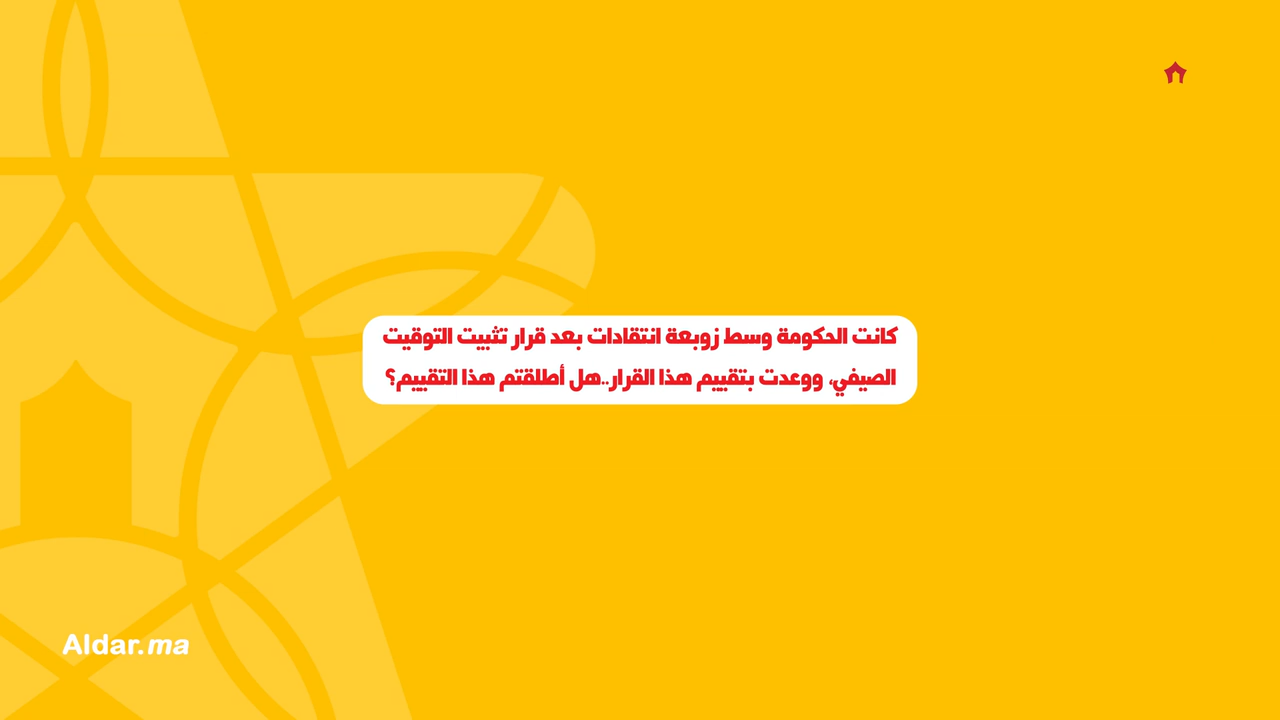 كانت الحكومة وسط زوبعة انتقادات بعد قرار تثبيت التوقيت
الصيفي، ووعدت بتقييم هذا القرار..هل أطلقتم هذا التقييم؟
Aldar.ma